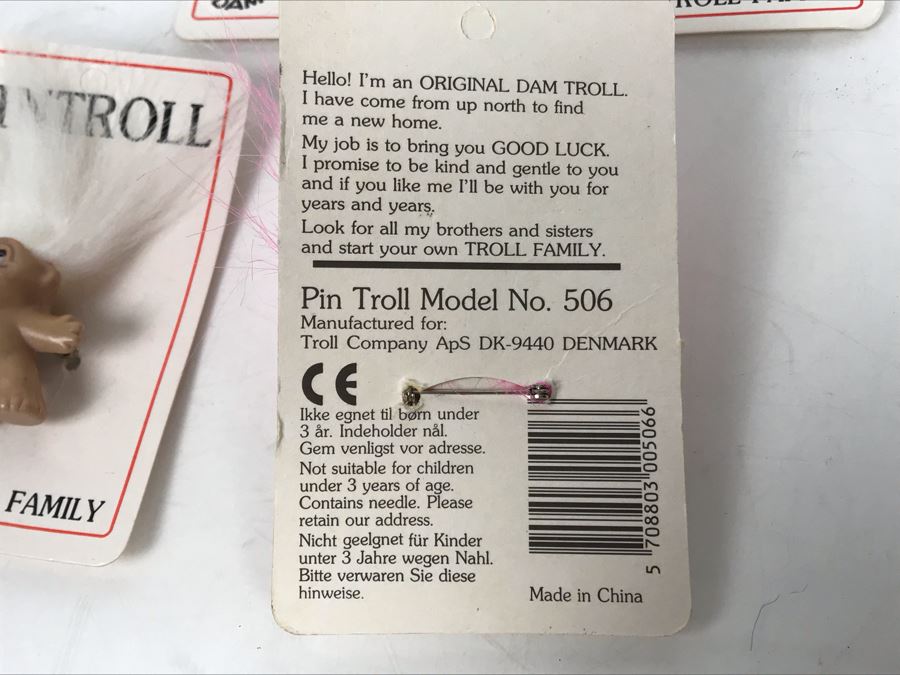 TROLL
FAMILY
Hello! I'm an ORIGINAL DAM TROLL.
I have come from up north to find
me a new home.
My job is to bring you GOOD LUCK.
I promise to be kind and gentle to you
and if you like me I'll be with you for
years and years.
Look for all my brothers and sisters
and start your own TROLL FAMILY.
Pin Troll Model No. 506
Manufactured for:
Troll Company ApS DK-9440 DENMARK
CE
Ikke egnet til børn under
3 år. Indeholder nål.
Gem venligst vor adresse.
Not suitable for children
under 3 years of age.
Contains needle. Please
retain our address.
Nicht geelgnet für Kinder
unter 3 Jahre wegen Nahl.
Bitte verwaren Sie diese
hinweise.
5 708803 005066
Made in China